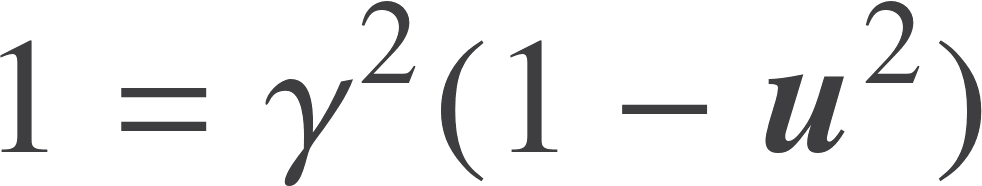 1 = γ²(1 − 𝒖²)